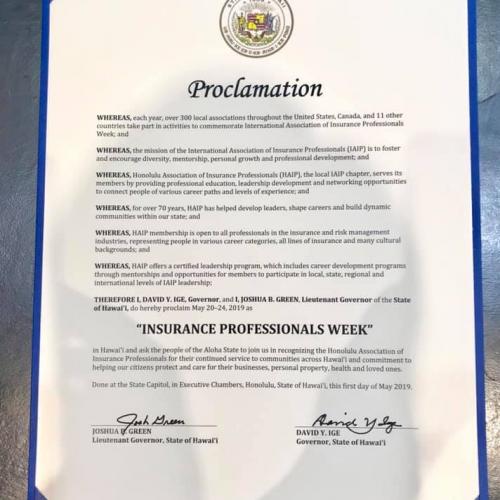 Proclamation
WHEREAS, each year, over 300 local associations throughout the United States, Canada, and 11 other
countries take part in activities to commemorate International Association of Insurance Professionals
Week; and
WHEREAS, the mission of the International Association of Insurance Professionals (IAIP) is to foster
and encourage diversity, mentorship, personal growth and professional development; and
WHEREAS, Honolulu Association of Insurance Professionals (HAIP), the local IAIP chapter, serves its
members by providing professional education, leadership development and networking opportunities
to connect people of various career paths and levels of experience; and
WHEREAS, for over 70 years, HAIP has helped develop leaders, shape careers and build dynamic
communities within our state; and
WHEREAS, HAIP membership is open to all professionals in the insurance and risk management
industries, representing people in various career categories, all lines of insurance and many cultural
backgrounds; and
WHEREAS, HAIP offers a certified leadership program, which includes career development programs
through mentorships and opportunities for members to participate in local, state, regional and
international levels of IAIP leadership;
THEREFORE I, DAVID Y. IGE, Governor, and I, JOSHUA B. GREEN, Lieutenant Governor of the State
of Hawai'i, do hereby proclaim May 20-24, 2019 as
"INSURANCE PROFESSIONALS WEEK"
in Hawai'i and ask the people of the Aloha State to join us in recognizing the Honolulu Association of
Insurance Professionals for their continued service to communities across Hawai'i and commitment to
helping our citizens protect and care for their businesses, personal property, health and loved ones.
Done at the State Capitol, in Executive Chambers, Honolulu, State of Hawai'i, this first day of May 2019.
Josh Green David Y Ige
JOSHUA B. GREEN DAVID Y. IGE
Lieutenant Governor, State of Hawai'i Governor, State of Hawai'i